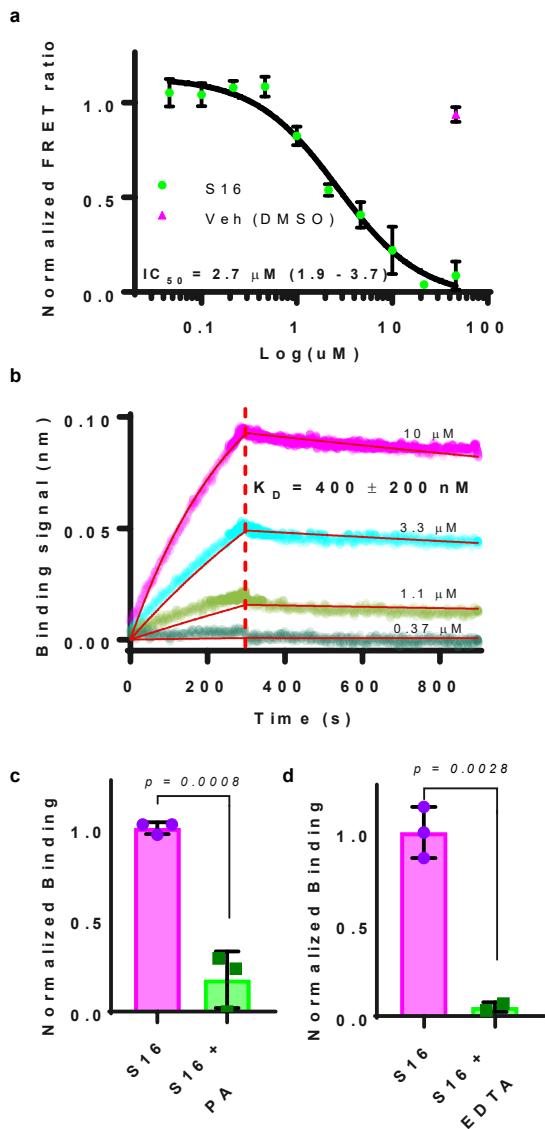 a
Normalized FRET ratio
1.0
0.5
0.0
S16
Veh (DMSO)
IC50 = 2.7 µM (1.9 - 3.7)
0.1
1
10
100
Log(uM)
b
Binding signal (nm)
0.10
0.05
0.00
10 µM
KD = 400 ± 200 nM
3.3 µM
1.1 µM
0.37 µM
0
200
400
600
800
Time (s)
c
p = 0.0008
Normalized Binding
1.0
0.5
0.0
S16
S16 +
PA
d
p = 0.0028
Normalized Binding
1.0
0.5
0.0
S16
S16 +
EDTA